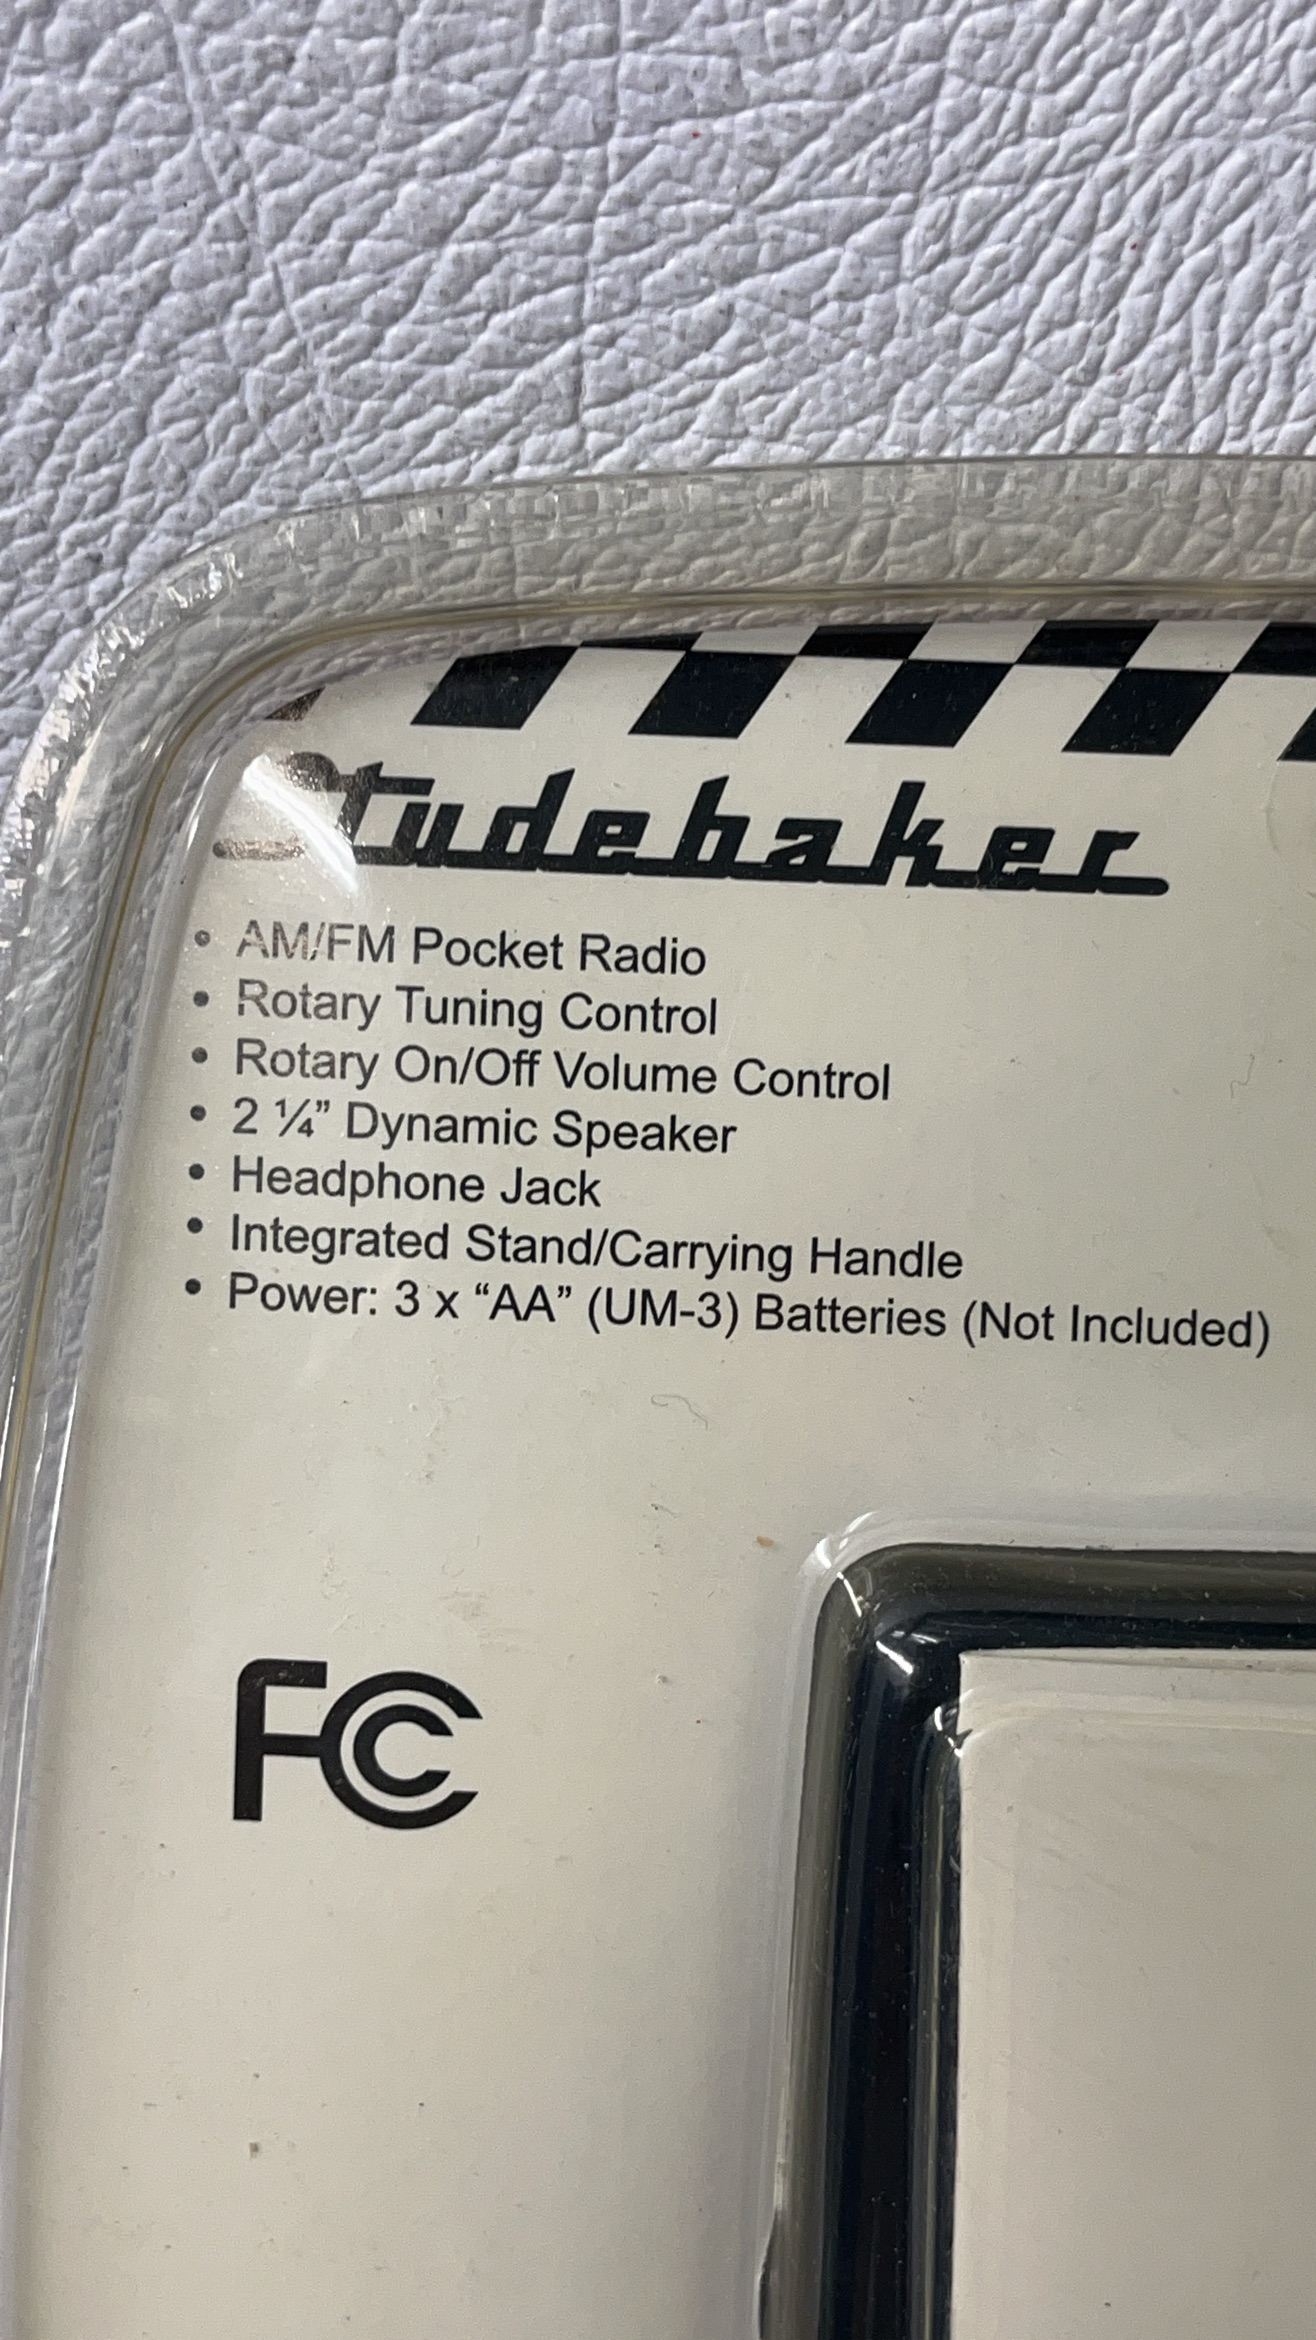 Studebaker
• AM/FM Pocket Radio
• Rotary Tuning Control
• Rotary On/Off Volume Control
• 2 ¼” Dynamic Speaker
• Headphone Jack
• Integrated Stand/Carrying Handle
• Power: 3 x “AA” (UM-3) Batteries (Not Included)
FC